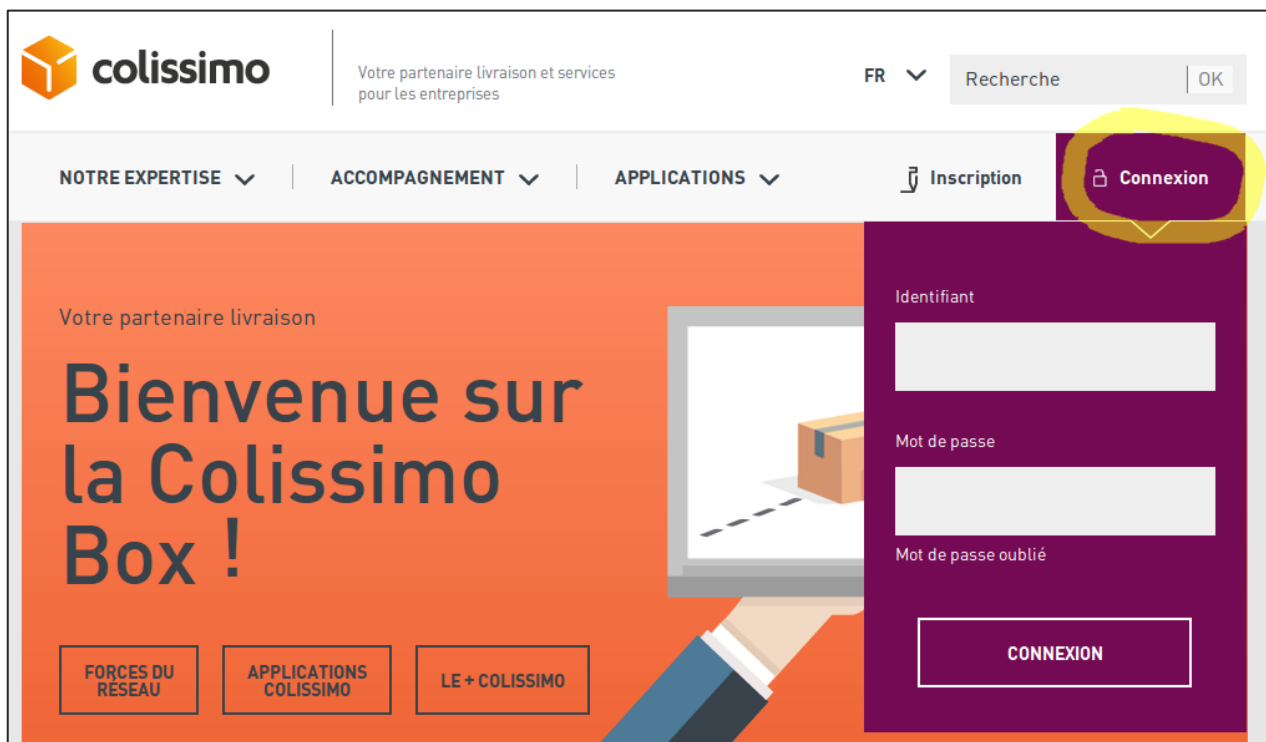 colissimo
Votre partenaire livraison et services
pour les entreprises
FR
Recherche
OK
NOTRE EXPERTISE
ACCOMPAGNEMENT
APPLICATIONS
Inscription
Connexion
Votre partenaire livraison
Bienvenue sur
la Colissimo
Box !
FORCES DU
RÉSEAU
APPLICATIONS
COLISSIMO
LE + COLISSIMO
Identifiant
Mot de passe
Mot de passe oublié
CONNEXION